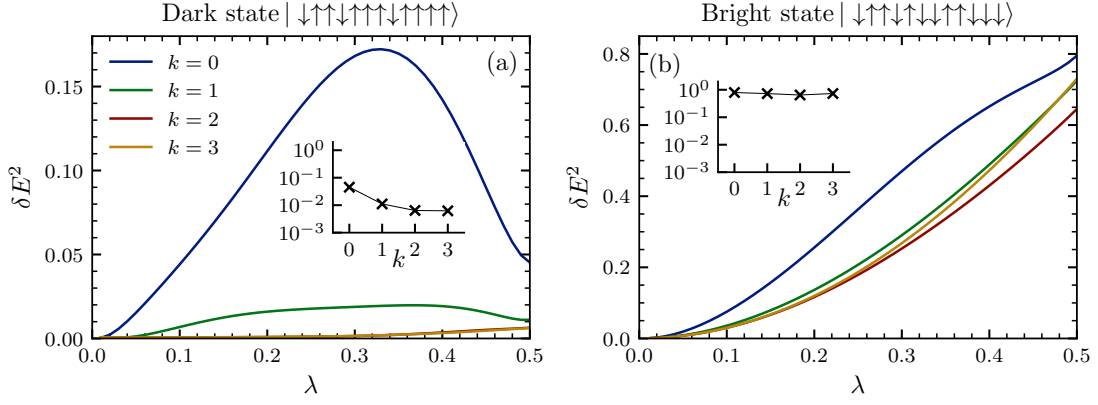 Dark state | ↓↑↑↓↑↑↑↓↑↑↑↑⟩
(a)
k = 0
k = 1
k = 2
k = 3
δE²
0.15
0.10
0.05
0.00
0.0 0.1 0.2 0.3 0.4 0.5
λ
10⁰
10⁻¹
10⁻²
10⁻³
0 1 2 3
k
Bright state | ↓↑↑↓↑↓↓↑↑↓↓↓⟩
(b)
δE²
0.8
0.6
0.4
0.2
0.0
0.0 0.1 0.2 0.3 0.4 0.5
λ
10⁰
10⁻¹
10⁻³
0 1 2 3
k